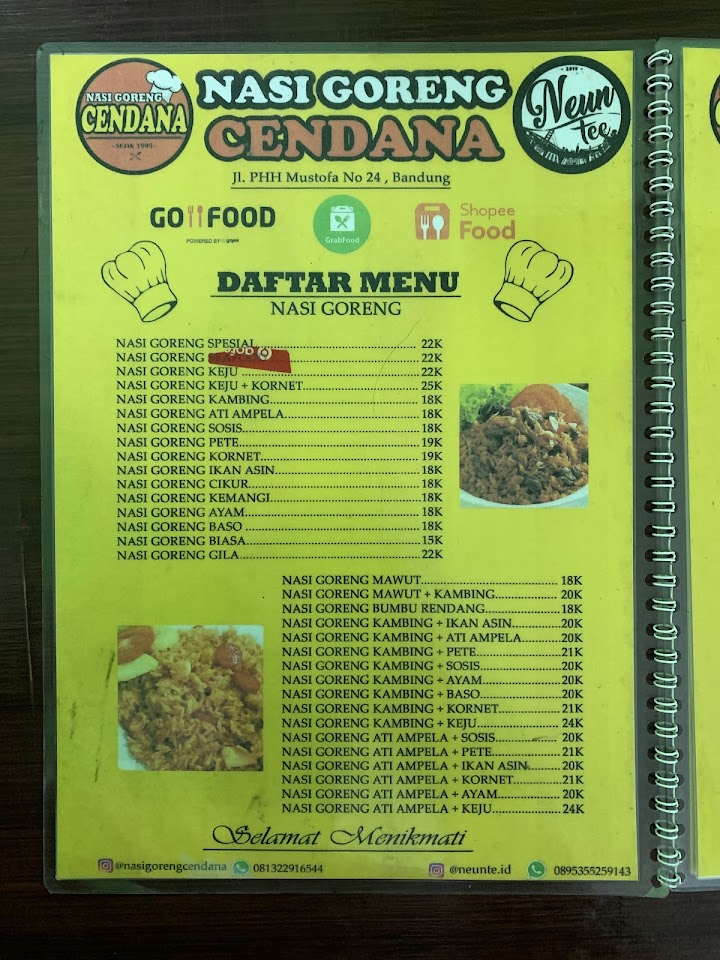 NASI GORENG
CENDANA
SEJAK 1995
NASI GORENG
CENDANA
2019
Neun
tee
Jl. PHH Mustofa No 24 , Bandung
GO FOOD
POWERED BY gopay
GrabFood
Shopee
Food
DAFTAR MENU
NASI GORENG
NASI GORENG SPESIAL 22K
NASI GORENG 22K
NASI GORENG KEJU 22K
NASI GORENG KEJU + KORNET 25K
NASI GORENG KAMBING 18K
NASI GORENG ATI AMPELA 18K
NASI GORENG SOSIS 18K
NASI GORENG PETE 19K
NASI GORENG KORNET 19K
NASI GORENG IKAN ASIN 18K
NASI GORENG CIKUR 18K
NASI GORENG KEMANGI 18K
NASI GORENG AYAM 18K
NASI GORENG BASO 18K
NASI GORENG BIASA 15K
NASI GORENG GILA 22K
NASI GORENG MAWUT 18K
NASI GORENG MAWUT + KAMBING 20K
NASI GORENG BUMBU RENDANG 18K
NASI GORENG KAMBING + IKAN ASIN 20K
NASI GORENG KAMBING + ATI AMPELA 20K
NASI GORENG KAMBING + PETE 21K
NASI GORENG KAMBING + SOSIS 20K
NASI GORENG KAMBING + AYAM 20K
NASI GORENG KAMBING + BASO 20K
NASI GORENG KAMBING + KORNET 21K
NASI GORENG KAMBING + KEJU 24K
NASI GORENG ATI AMPELA + SOSIS 20K
NASI GORENG ATI AMPELA + PETE 21K
NASI GORENG ATI AMPELA + IKAN ASIN 20K
NASI GORENG ATI AMPELA + KORNET 21K
NASI GORENG ATI AMPELA + AYAM 20K
NASI GORENG ATI AMPELA + KEJU 24K
Selamat Menikmati
@nasigorengcendana 081322916544
@neunte.id 0895355259143